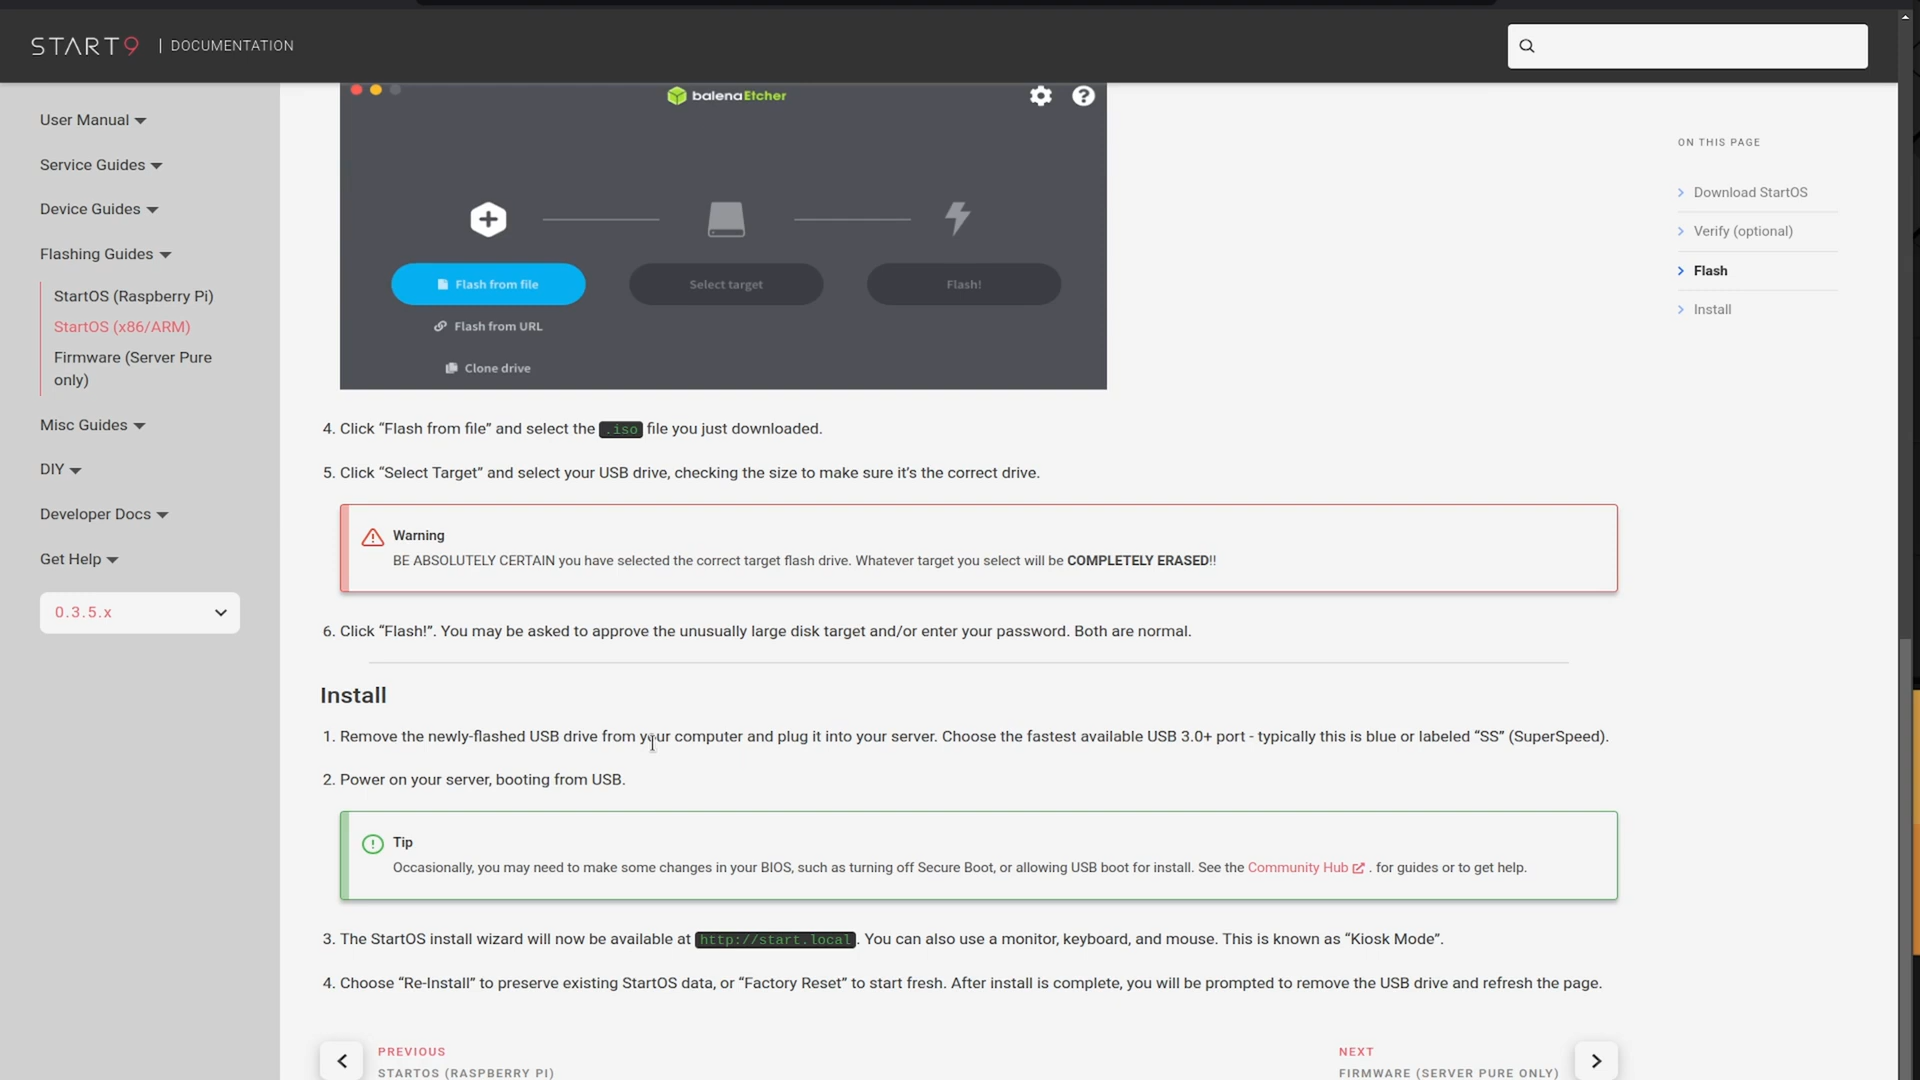 START9 | DOCUMENTATION
User Manual
Service Guides
Device Guides
Flashing Guides
StartOS (Raspberry Pi)
StartOS (x86/ARM)
Firmware (Server Pure
only)
Misc Guides
DIY
Developer Docs
Get Help
0.3.5.x
balenaEtcher
Flash from file
Select target
Flash!
Flash from URL
Clone drive
4. Click “Flash from file” and select the .iso file you just downloaded.
5. Click “Select Target” and select your USB drive, checking the size to make sure it’s the correct drive.
Warning
BE ABSOLUTELY CERTAIN you have selected the correct target flash drive. Whatever target you select will be COMPLETELY ERASED!!
6. Click “Flash!”. You may be asked to approve the unusually large disk target and/or enter your password. Both are normal.
Install
1. Remove the newly-flashed USB drive from your computer and plug it into your server. Choose the fastest available USB 3.0+ port - typically this is blue or labeled “SS” (SuperSpeed).
2. Power on your server, booting from USB.
Tip
Occasionally, you may need to make some changes in your BIOS, such as turning off Secure Boot, or allowing USB boot for install. See the Community Hub . for guides or to get help.
3. The StartOS install wizard will now be available at http://start.local. You can also use a monitor, keyboard, and mouse. This is known as “Kiosk Mode”.
4. Choose “Re-Install” to preserve existing StartOS data, or “Factory Reset” to start fresh. After install is complete, you will be prompted to remove the USB drive and refresh the page.
PREVIOUS
STARTOS (RASPBERRY PI)
NEXT
FIRMWARE (SERVER PURE ONLY)
ON THIS PAGE
Download StartOS
Verify (optional)
Flash
Install